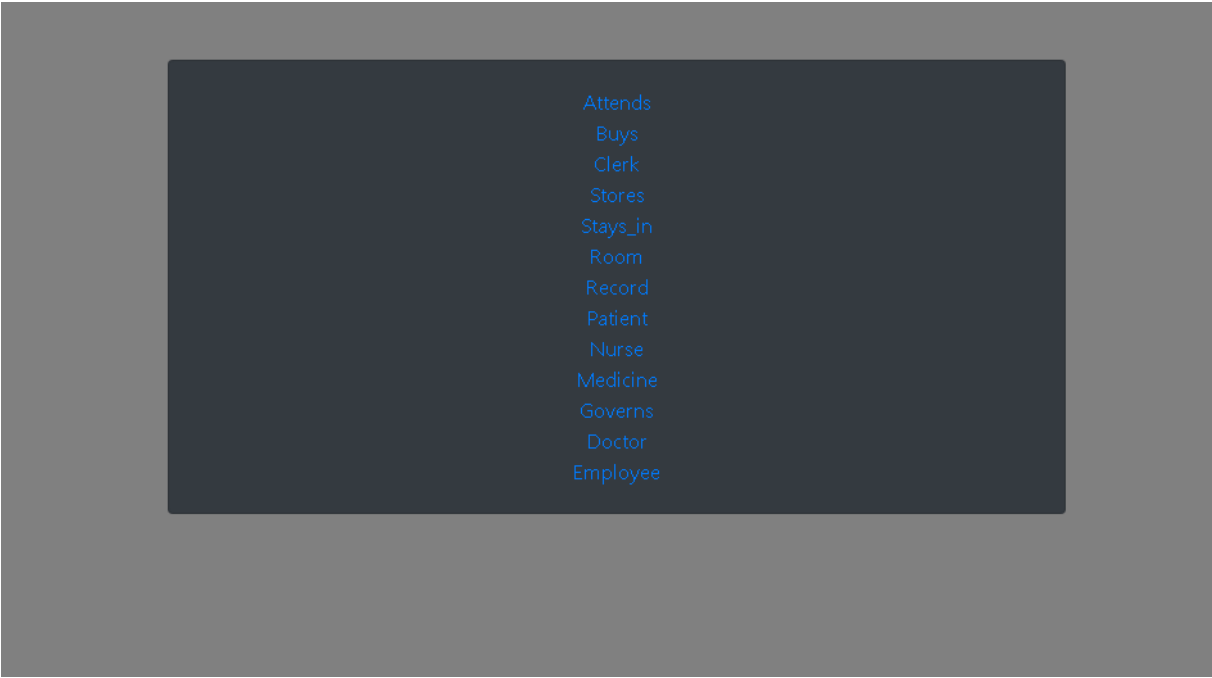 Attends
Buys
Clerk
Stores
Stays_in
Room
Record
Patient
Nurse
Medicine
Governs
Doctor
Employee